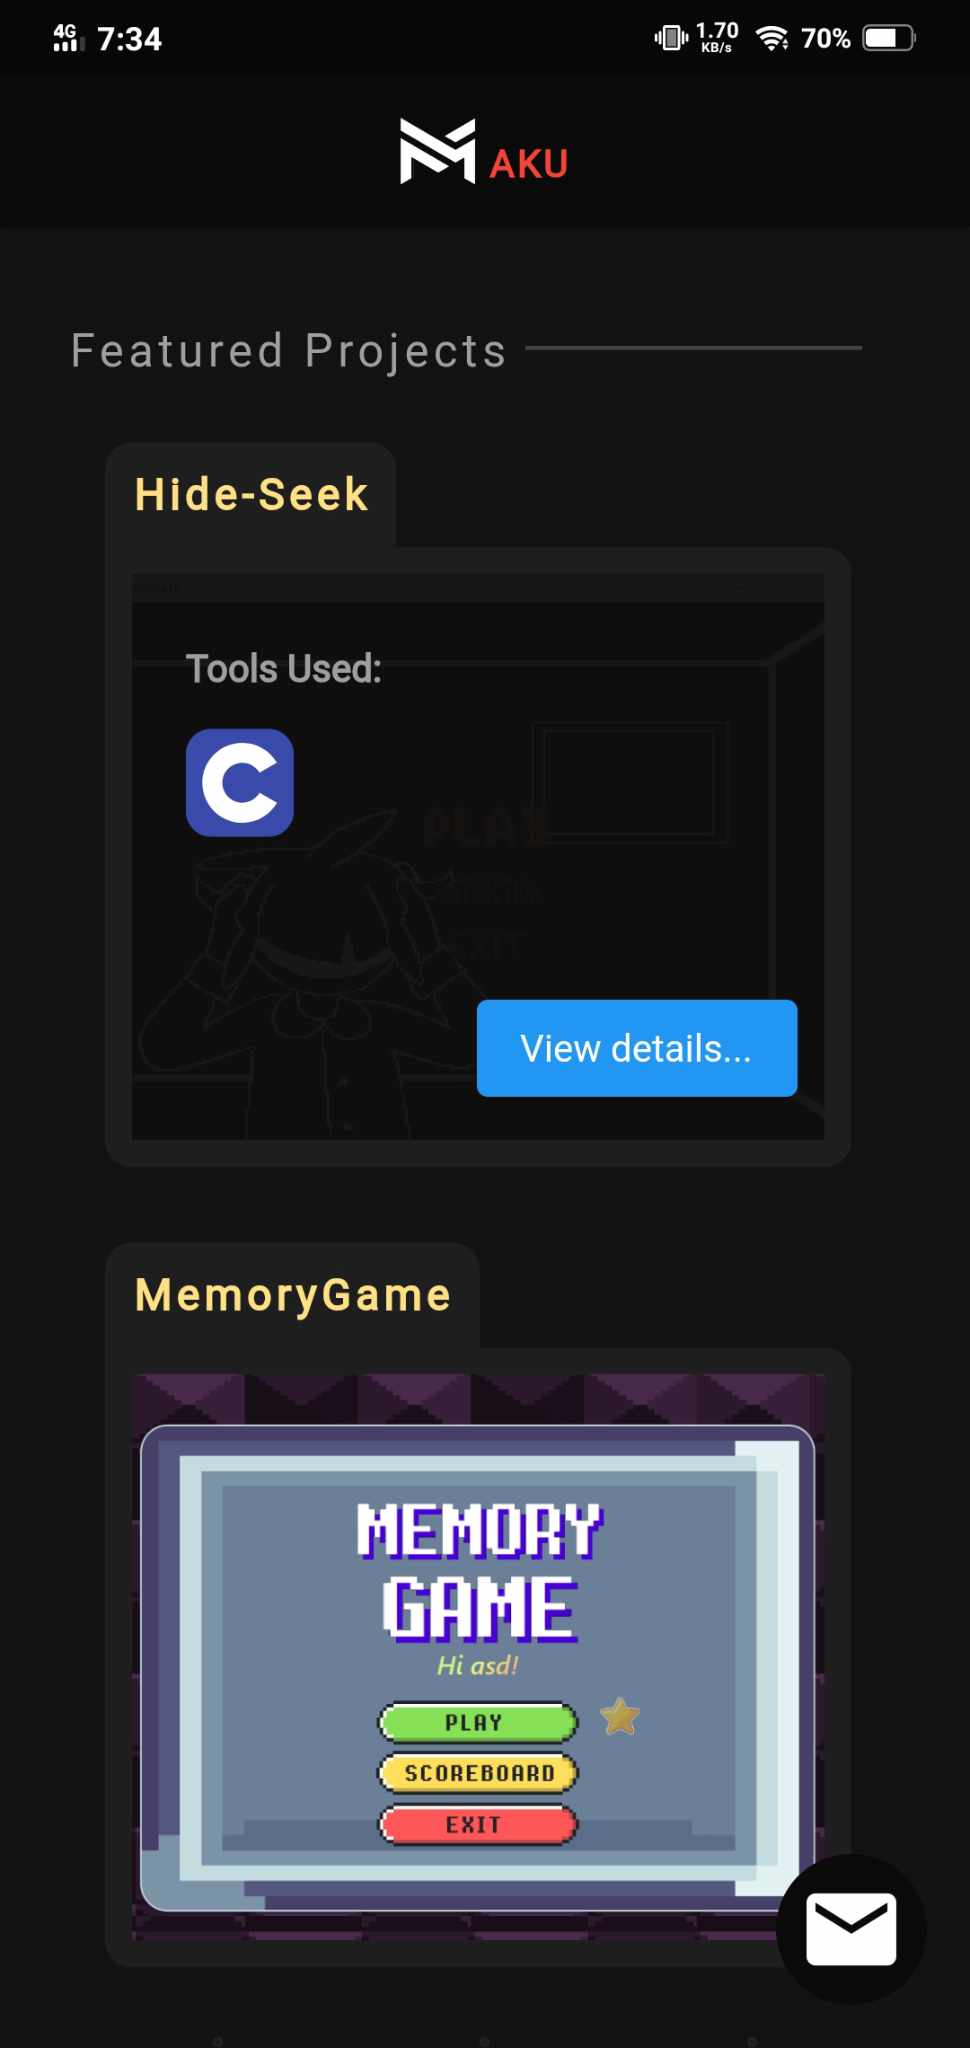 4G 7:34 1.70 KB/s 70%
M AKU
Featured Projects
Hide-Seek
Tools Used:
C
PLAY
EXIT
View details...
MemoryGame
MEMORY
GAME
Hi asd!
PLAY
SCOREBOARD
EXIT